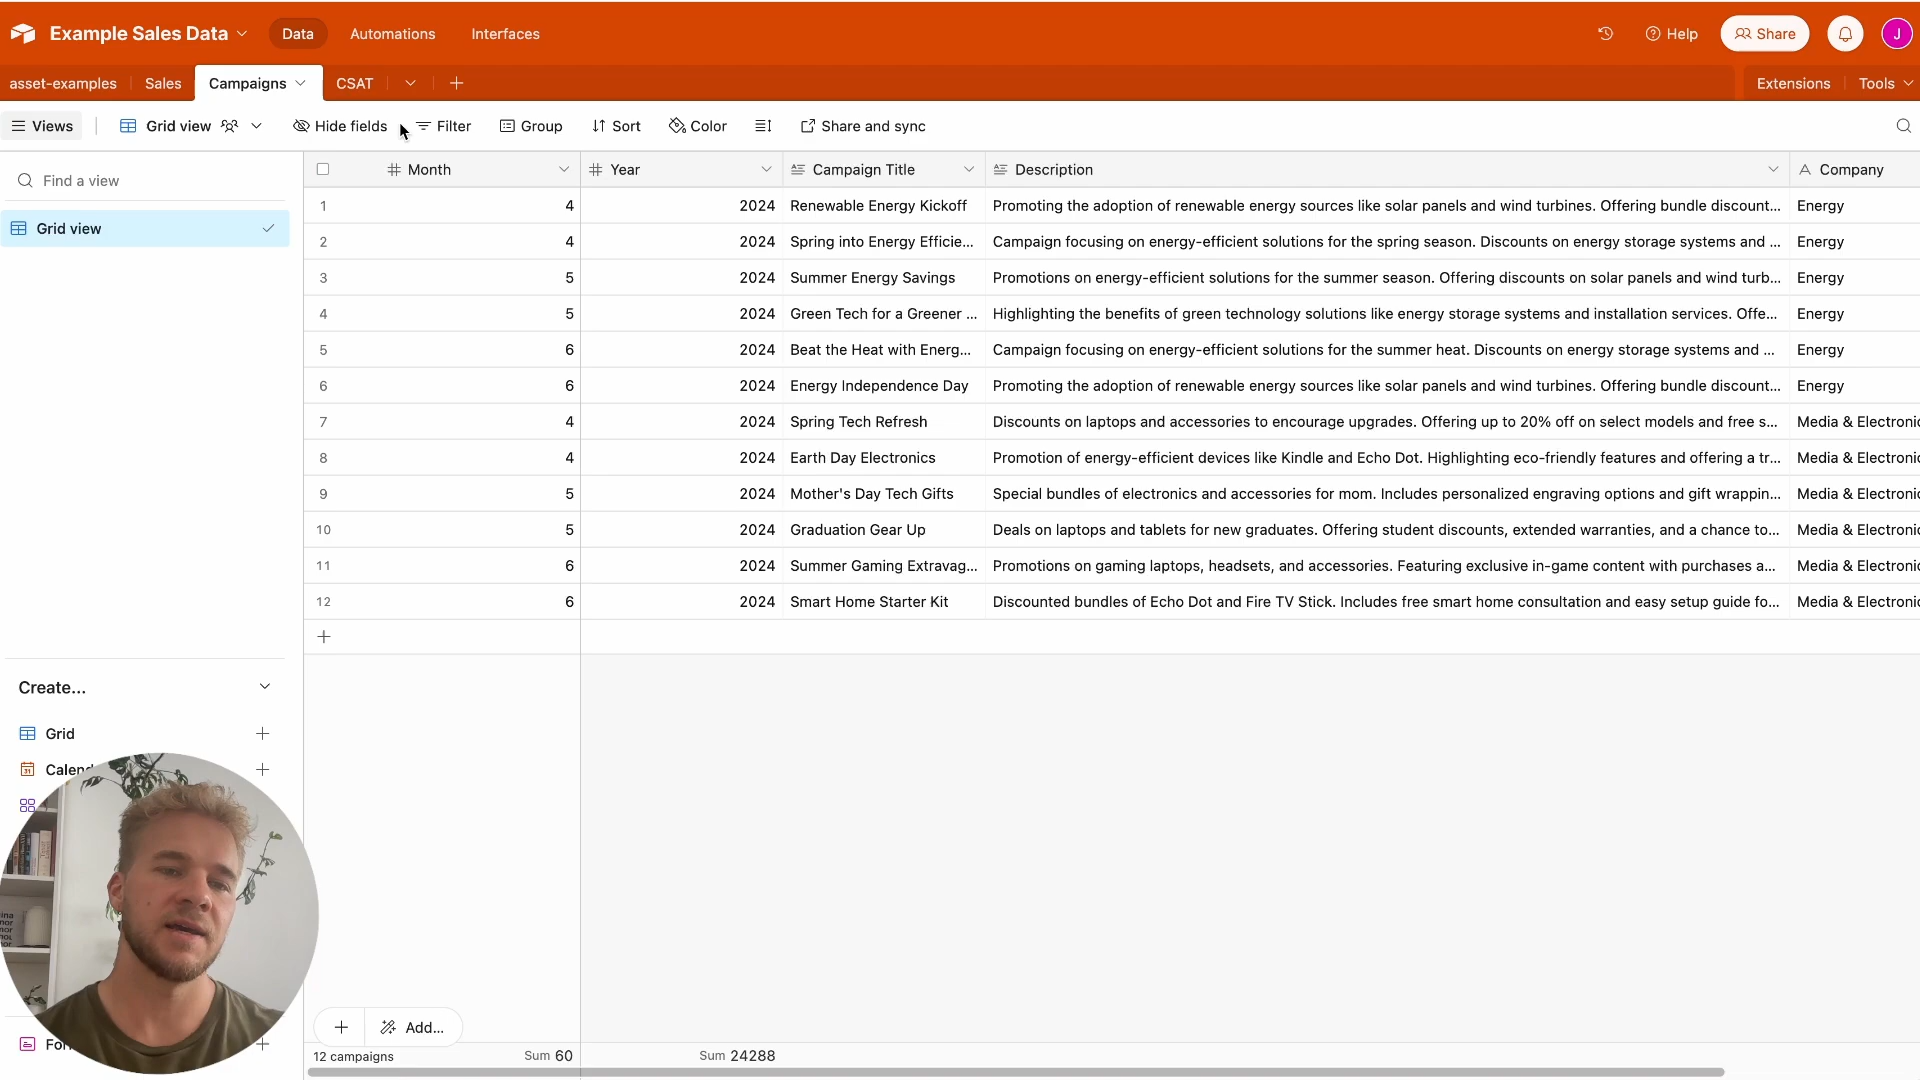 Example Sales Data Data Automations Interfaces Help Share J
asset-examples Sales Campaigns CSAT Extensions Tools
Views Grid view Hide fields Filter Group Sort Color Share and sync
Find a view
Grid view
Month Year Campaign Title Description Company
1 4 2024 Renewable Energy Kickoff Promoting the adoption of renewable energy sources like solar panels and wind turbines. Offering bundle discount... Energy
2 4 2024 Spring into Energy Efficie... Campaign focusing on energy-efficient solutions for the spring season. Discounts on energy storage systems and ... Energy
3 5 2024 Summer Energy Savings Promotions on energy-efficient solutions for the summer season. Offering discounts on solar panels and wind turb... Energy
4 5 2024 Green Tech for a Greener ... Highlighting the benefits of green technology solutions like energy storage systems and installation services. Offe... Energy
5 6 2024 Beat the Heat with Energ... Campaign focusing on energy-efficient solutions for the summer heat. Discounts on energy storage systems and ... Energy
6 6 2024 Energy Independence Day Promoting the adoption of renewable energy sources like solar panels and wind turbines. Offering bundle discount... Energy
7 4 2024 Spring Tech Refresh Discounts on laptops and accessories to encourage upgrades. Offering up to 20% off on select models and free s... Media & Electronic
8 4 2024 Earth Day Electronics Promotion of energy-efficient devices like Kindle and Echo Dot. Highlighting eco-friendly features and offering a tr... Media & Electronic
9 5 2024 Mother's Day Tech Gifts Special bundles of electronics and accessories for mom. Includes personalized engraving options and gift wrappin... Media & Electronic
10 5 2024 Graduation Gear Up Deals on laptops and tablets for new graduates. Offering student discounts, extended warranties, and a chance to... Media & Electronic
11 6 2024 Summer Gaming Extravag... Promotions on gaming laptops, headsets, and accessories. Featuring exclusive in-game content with purchases a... Media & Electronic
12 6 2024 Smart Home Starter Kit Discounted bundles of Echo Dot and Fire TV Stick. Includes free smart home consultation and easy setup guide fo... Media & Electronic
Create...
Grid
Calend
For
Add...
12 campaigns Sum 60 Sum 24288